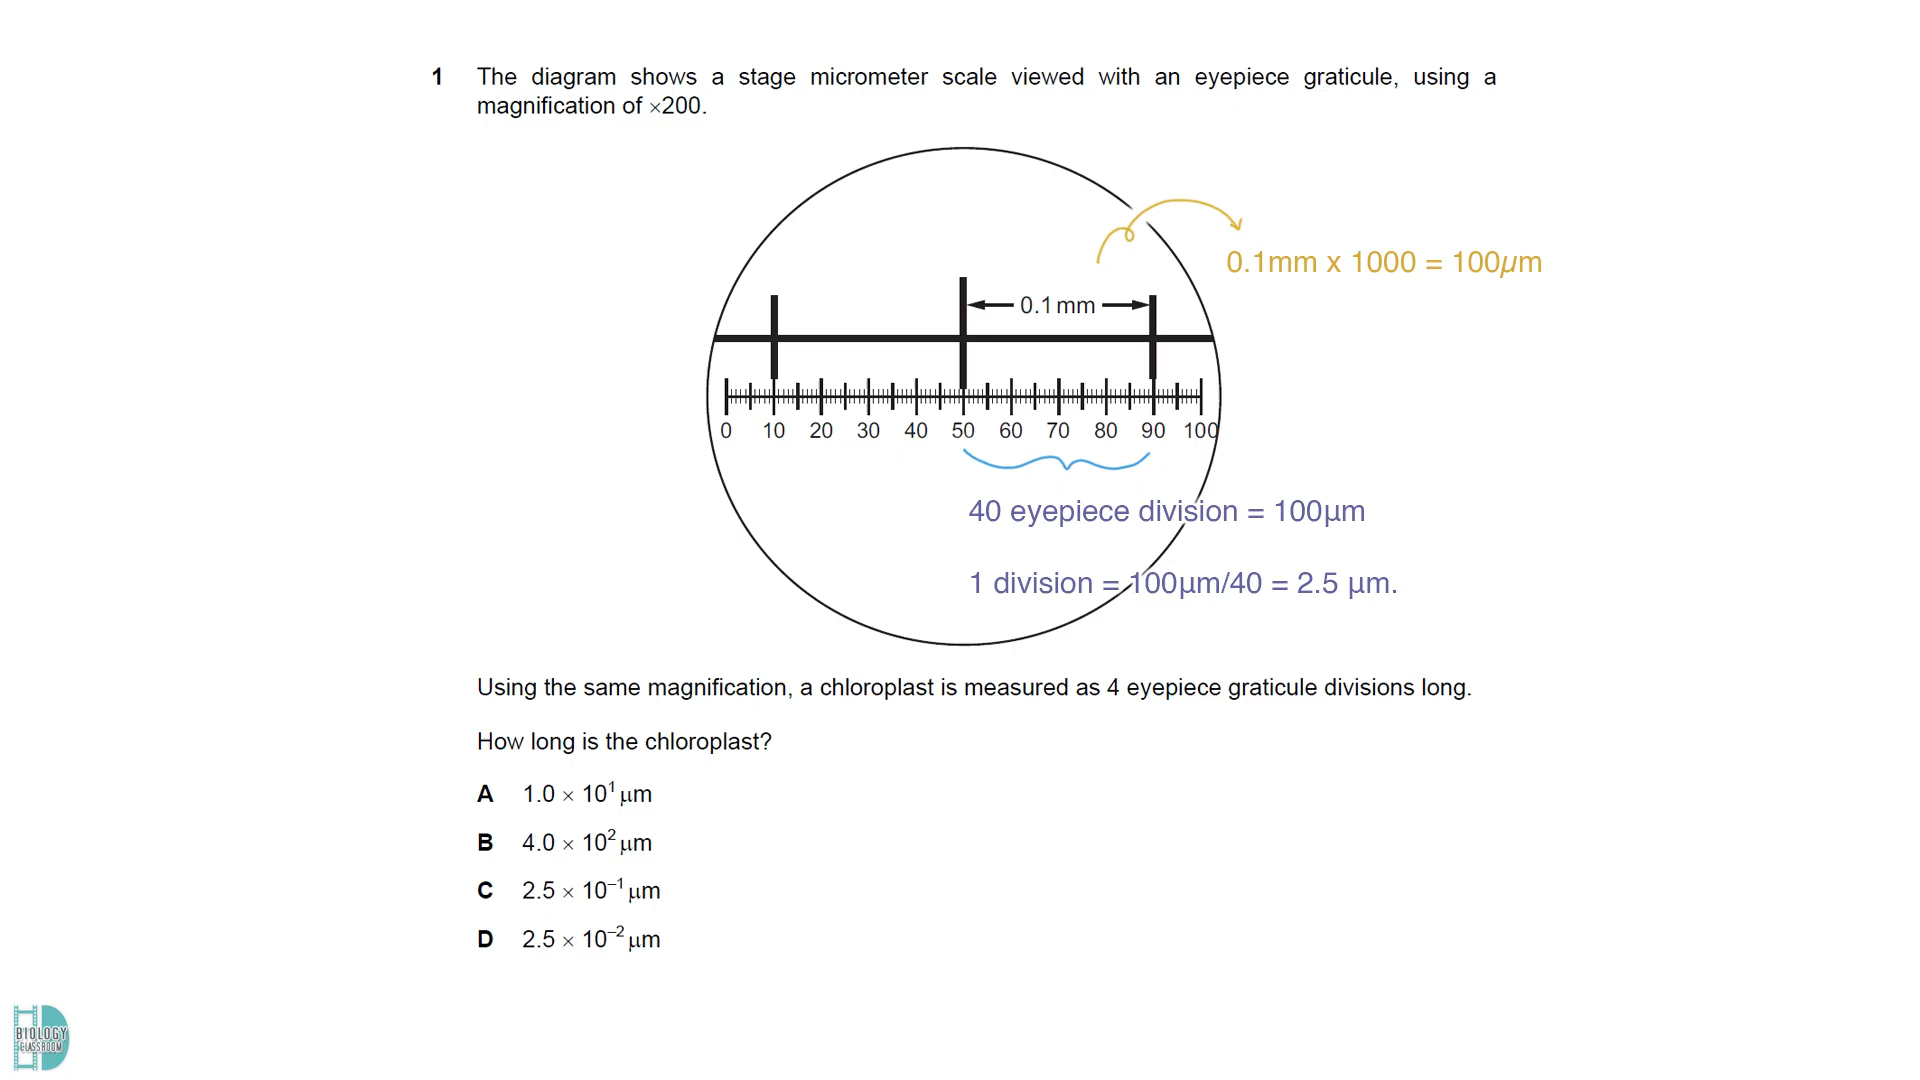 1 The diagram shows a stage micrometer scale viewed with an eyepiece graticule, using a
magnification of ×200.
0.1mm x 1000 = 100µm
0.1 mm
0 10 20 30 40 50 60 70 80 90 100
40 eyepiece division = 100µm
1 division = 100µm/40 = 2.5 µm.
Using the same magnification, a chloroplast is measured as 4 eyepiece graticule divisions long.
How long is the chloroplast?
A 1.0 × 10¹ µm
B 4.0 × 10² µm
C 2.5 × 10⁻¹ µm
D 2.5 × 10⁻² µm
BIOLOGY
CLASSROOM